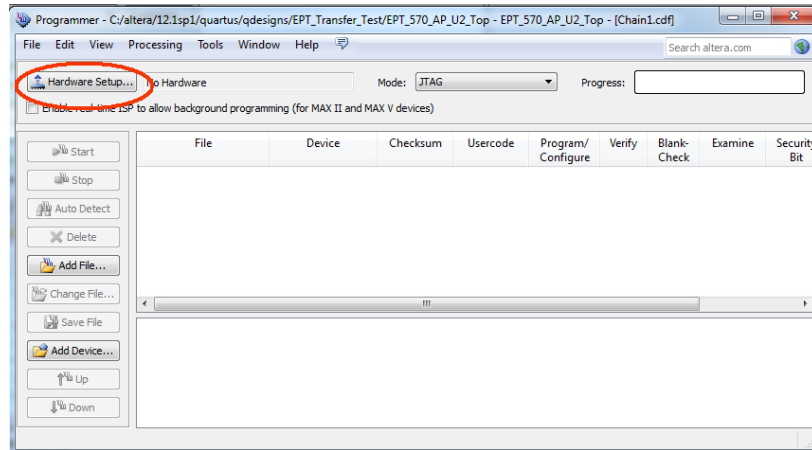 Programmer - C:/altera/12.1sp1/quartus/qdesigns/EPT_Transfer_Test/EPT_570_AP_U2_Top - EPT_570_AP_U2_Top - [Chain1.cdf]
File Edit View Processing Tools Window Help Search altera.com
Hardware Setup... No Hardware Mode: JTAG Progress:
Enable real-time ISP to allow background programming (for MAX II and MAX V devices)
File Device Checksum Usercode Program/ Configure Verify Blank- Check Examine Security Bit
Start
Stop
Auto Detect
Delete
Add File...
Change File...
Save File
Add Device...
Up
Down